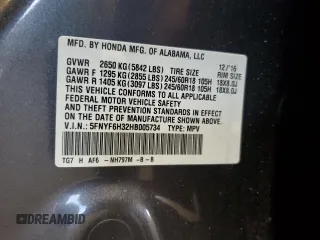 MFD. BY HONDA MFG. OF ALABAMA, LLC
12/'16
GVWR 2650 KG (5842 LBS) TIRE SIZE RIM SIZE
GAWR F 1295 KG (2855 LBS) 245/60R18 105H 18X8.0J
GAWR R 1405 KG (3097 LBS) 245/60R18 105H 18X8.0J
THIS VEHICLE CONFORMS TO ALL APPLICABLE
FEDERAL MOTOR VEHICLE SAFETY AND
THEFT PREVENTION STANDARDS IN EFFECT ON THE
DATE OF MANUFACTURE SHOWN ABOVE.
V.I.N.: 5FNYF6H32HB005734 TYPE: MPV
TG7 H AF6 - NH797M -B - B
DREAMBID